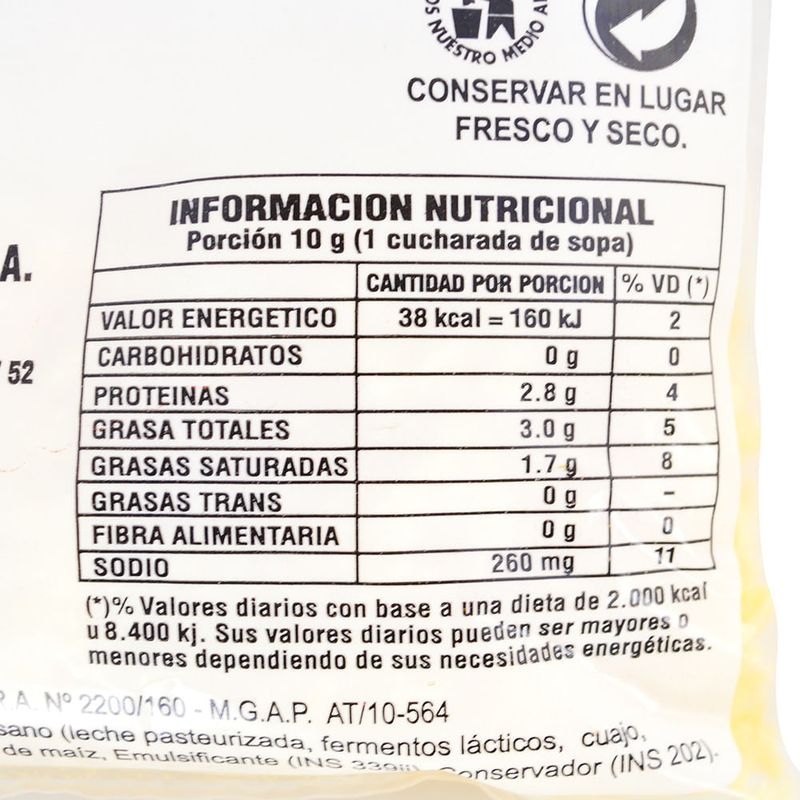 OS NUESTRO MEDIO A
CONSERVAR EN LUGAR
FRESCO Y SECO.
INFORMACION NUTRICIONAL
Porción 10 g (1 cucharada de sopa)
CANTIDAD POR PORCION % VD (*)
VALOR ENERGETICO 38 kcal = 160 kJ 2
CARBOHIDRATOS 0 g 0
PROTEINAS 2.8 g 4
GRASA TOTALES 3.0 g 5
GRASAS SATURADAS 1.7 g 8
GRASAS TRANS 0 g -
FIBRA ALIMENTARIA 0 g 0
SODIO 260 mg 11
A.
52
(*)% Valores diarios con base a una dieta de 2.000 kcal
u 8.400 kj. Sus valores diarios pueden ser mayores o
menores dependiendo de sus necesidades energéticas.
R.A. Nº 2200/160 - M.G.A.P. AT/10-564
sano (leche pasteurizada, fermentos lácticos, cuajo,
de maiz, Emulsificante (INS Conservador (INS 202).